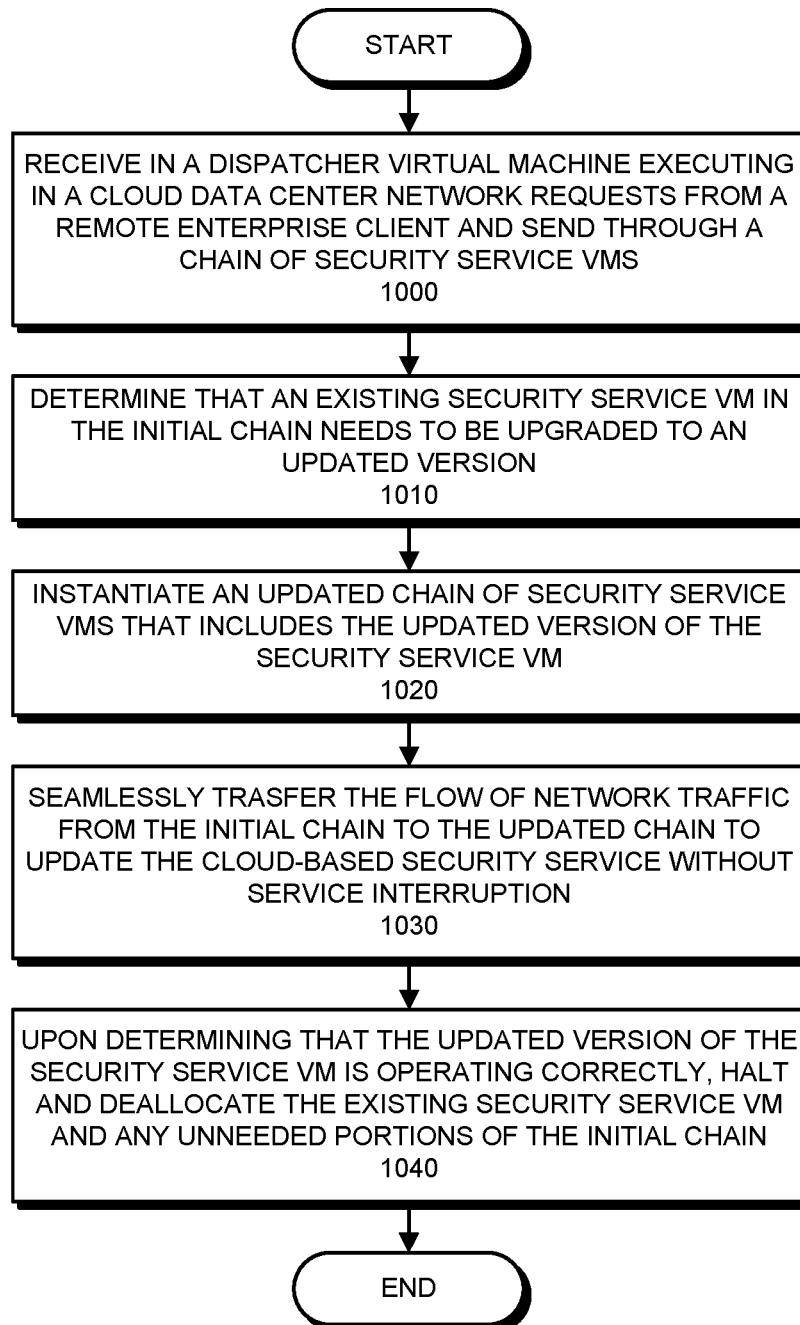 START
RECEIVE IN A DISPATCHER VIRTUAL MACHINE EXECUTING
IN A CLOUD DATA CENTER NETWORK REQUESTS FROM A
REMOTE ENTERPRISE CLIENT AND SEND THROUGH A
CHAIN OF SECURITY SERVICE VMS
1000
DETERMINE THAT AN EXISTING SECURITY SERVICE VM IN
THE INITIAL CHAIN NEEDS TO BE UPGRADED TO AN
UPDATED VERSION
1010
INSTANTIATE AN UPDATED CHAIN OF SECURITY SERVICE
VMS THAT INCLUDES THE UPDATED VERSION OF THE
SECURITY SERVICE VM
1020
SEAMLESSLY TRASFER THE FLOW OF NETWORK TRAFFIC
FROM THE INITIAL CHAIN TO THE UPDATED CHAIN TO
UPDATE THE CLOUD-BASED SECURITY SERVICE WITHOUT
SERVICE INTERRUPTION
1030
UPON DETERMINING THAT THE UPDATED VERSION OF THE
SECURITY SERVICE VM IS OPERATING CORRECTLY, HALT
AND DEALLOCATE THE EXISTING SECURITY SERVICE VM
AND ANY UNNEEDED PORTIONS OF THE INITIAL CHAIN
1040
END